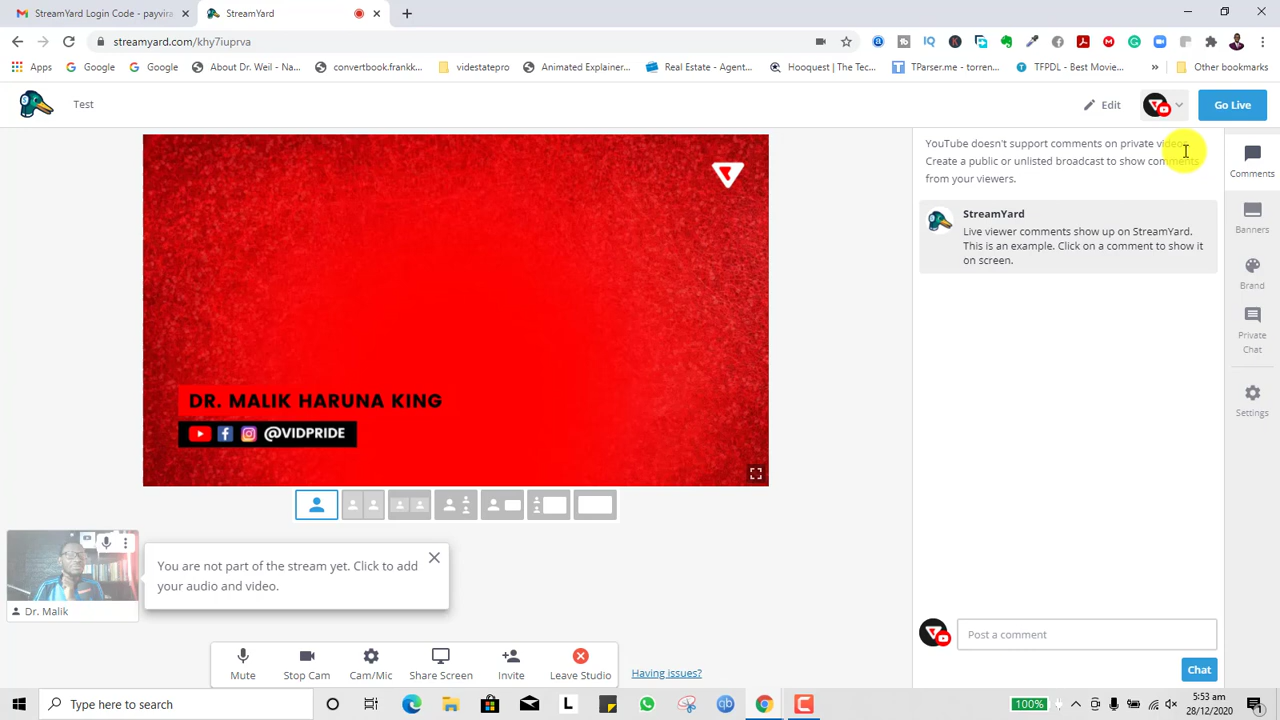 StreamYard Login Code - payvira
StreamYard
streamyard.com/khy7iuprva
Apps
Google
Google
About Dr. Weil - Na...
convertbook.frankk...
videstatepro
Animated Explainer...
Real Estate - Agent...
Hooquest | The Tec...
TParser.me - torren...
TFPDL - Best Movie...
Other bookmarks
Test
Edit
Go Live
YouTube doesn't support comments on private videos.
Create a public or unlisted broadcast to show comments
from your viewers.
StreamYard
Live viewer comments show up on StreamYard.
This is an example. Click on a comment to show it
on screen.
Comments
Banners
Brand
Private
Chat
Settings
DR. MALIK HARUNA KING
@VIDPRIDE
You are not part of the stream yet. Click to add
your audio and video.
Dr. Malik
Mute
Stop Cam
Cam/Mic
Share Screen
Invite
Leave Studio
Having issues?
Post a comment
Chat
Type here to search
100%
5:53 am
28/12/2020